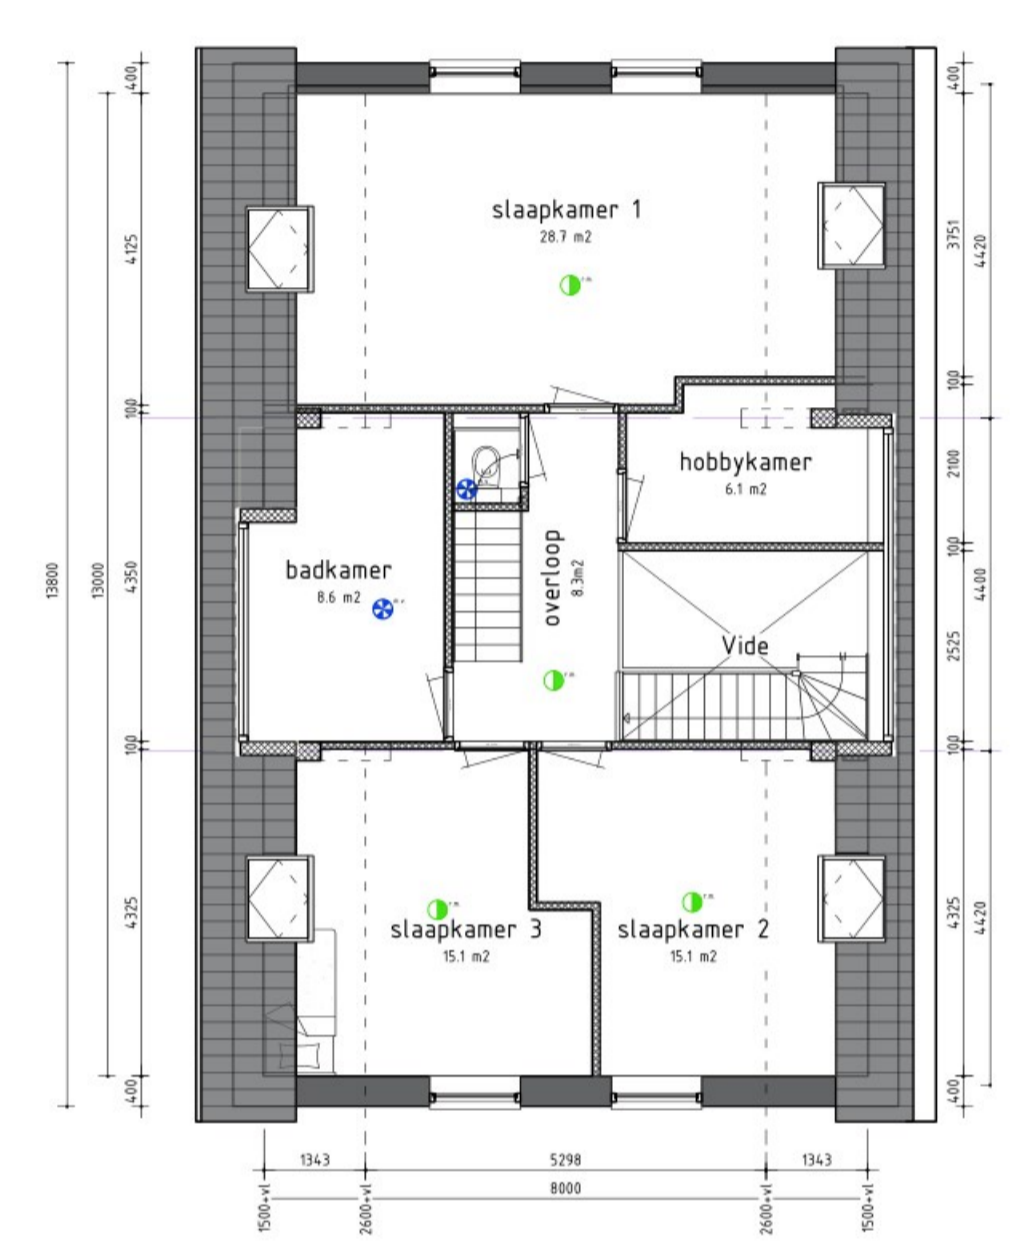 400
400
slaapkamer 1
28.7 m2
r.m.
4125
3751
4420
100
100
hobbykamer
6.1 m2
2100
overloop
8.3m2
badkamer
8.6 m2
13800
13000
4350
100
4400
Vide
r.m.
2525
100
100
r.m.
r.m.
slaapkamer 3
15.1 m2
slaapkamer 2
15.1 m2
4325
4325
4420
400
400
1343
5298
1343
8000
1500+vl
2600+vl
2600+vl
1500+vl